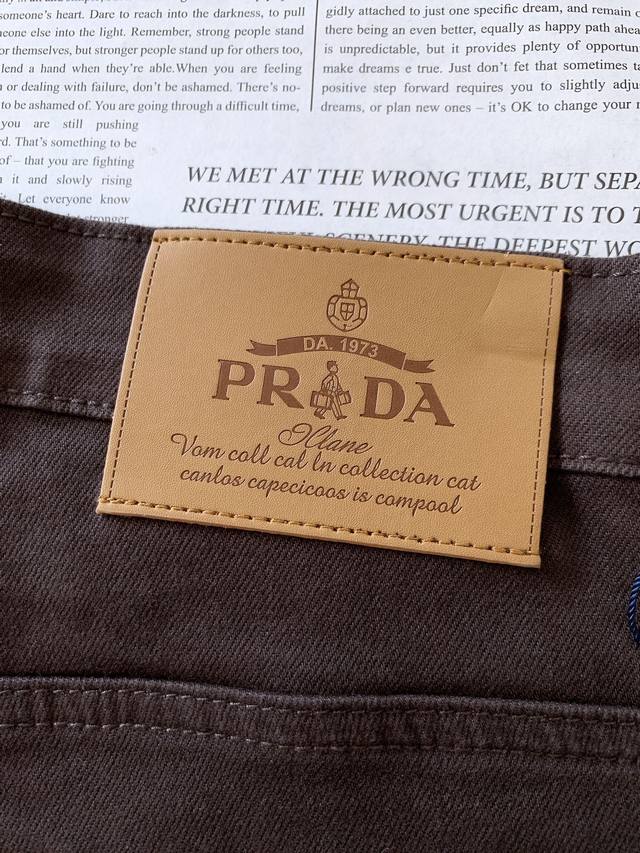 someone's heart. Dare to reach into the darkness, to pull
someone else into the light. Remember, strong people stand
for themselves, but stronger people stand up for others too,
lend a hand when they're able.When you are feeling
or dealing with failure, don't be ashamed. There's no-
to be ashamed of. You are going through a difficult time,
you are still pushing
That's something to be
of – that you are fighting
it and slowly rising
Let everyone know
stronger
gidly attached to just one specific dream, and remain
there being an even better, equally as happy path ahea
is unpredictable, but it provides plenty of opportun
make dreams e true. Just don't fet that sometimes
positive step forward requires you to slightly adju
dreams, or plan new ones – it's OK to change your
WE MET AT THE WRONG TIME, BUT SEPA
RIGHT TIME. THE MOST URGENT IS TO T
SCENERY. THE DEEPEST WO
DA. 1973
PRADA
Xlane
Vom coll cal ln collection cat
canlos capecicoos is compool